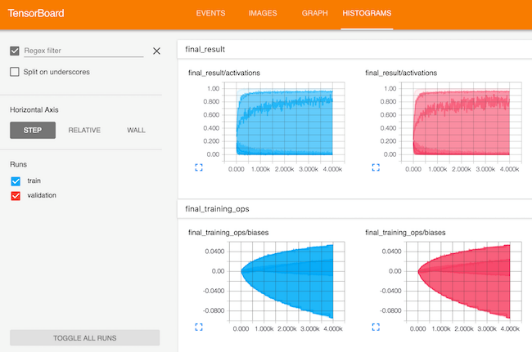 TensorBoard
EVENTS IMAGES GRAPH HISTOGRAMS
Regex filter
Split on underscores
Horizontal Axis
STEP RELATIVE WALL
Runs
train
validation
TOGGLE ALL RUNS
final_result
final_result/activations
1.00
0.800
0.600
0.400
0.200
0.00
0.000 1.000k 2.000k 3.000k 4.000k
final_result/activations
1.00
0.800
0.600
0.400
0.200
0.00
0.000 1.000k 2.000k 3.000k 4.000k
final_training_ops
final_training_ops/biases
0.0400
0.00
-0.0400
-0.0800
0.000 1.000k 2.000k 3.000k 4.000k
final_training_ops/biases
0.0400
0.00
-0.0400
-0.0800
0.000 1.000k 2.000k 3.000k 4.000k